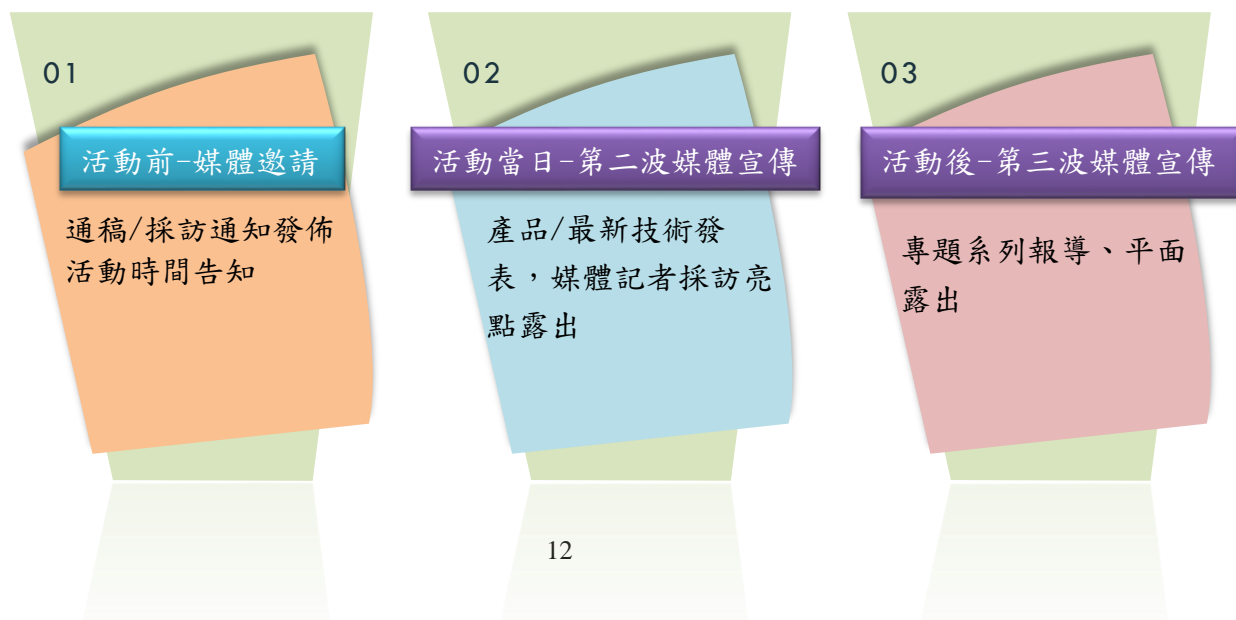 01
活動前-媒體邀請
通稿/採訪通知發佈
活動時間告知
02
活動當日-第二波媒體宣傳
產品/最新技術發
表，媒體記者採訪亮
點露出
03
活動後-第三波媒體宣傳
專題系列報導、平面
露出
12